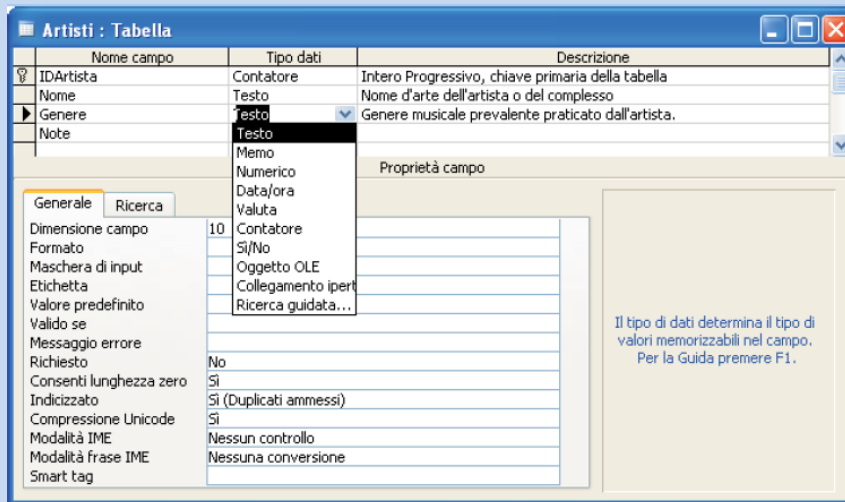 Artisti : Tabella
Nome campo Tipo dati Descrizione
IDArtista Contatore Intero Progressivo, chiave primaria della tabella
Nome Testo Nome d'arte dell'artista o del complesso
Genere Testo Genere musicale prevalente praticato dall'artista.
Note
Testo
Memo
Numerico
Data/ora
Valuta
Contatore
Sì/No
Oggetto OLE
Collegamento ipert
Ricerca guidata...
Proprietà campo
Generale Ricerca
Dimensione campo 10
Formato
Maschera di input
Etichetta
Valore predefinito
Valido se
Messaggio errore
Richiesto No
Consenti lunghezza zero Sì
Indicizzato Sì (Duplicati ammessi)
Compressione Unicode Sì
Modalità IME Nessun controllo
Modalità frase IME Nessuna conversione
Smart tag
Il tipo di dati determina il tipo di
valori memorizzabili nel campo.
Per la Guida premere F1.